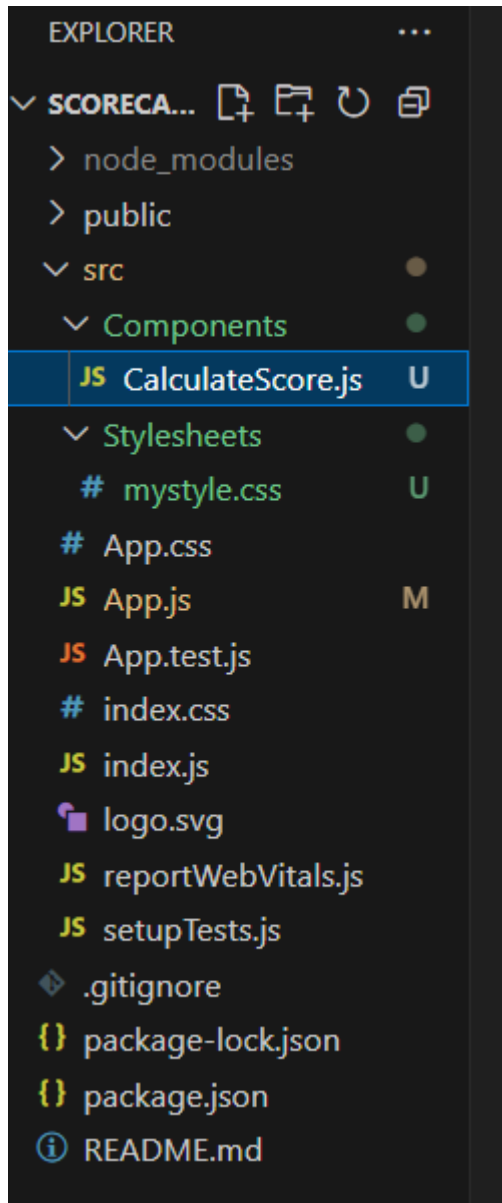 EXPLORER ...
SCORECA...
node_modules
public
src
Components
JS CalculateScore.js U
Stylesheets
# mystyle.css U
# App.css
JS App.js M
JS App.test.js
# index.css
JS index.js
logo.svg
JS reportWebVitals.js
JS setupTests.js
.gitignore
{} package-lock.json
{} package.json
README.md